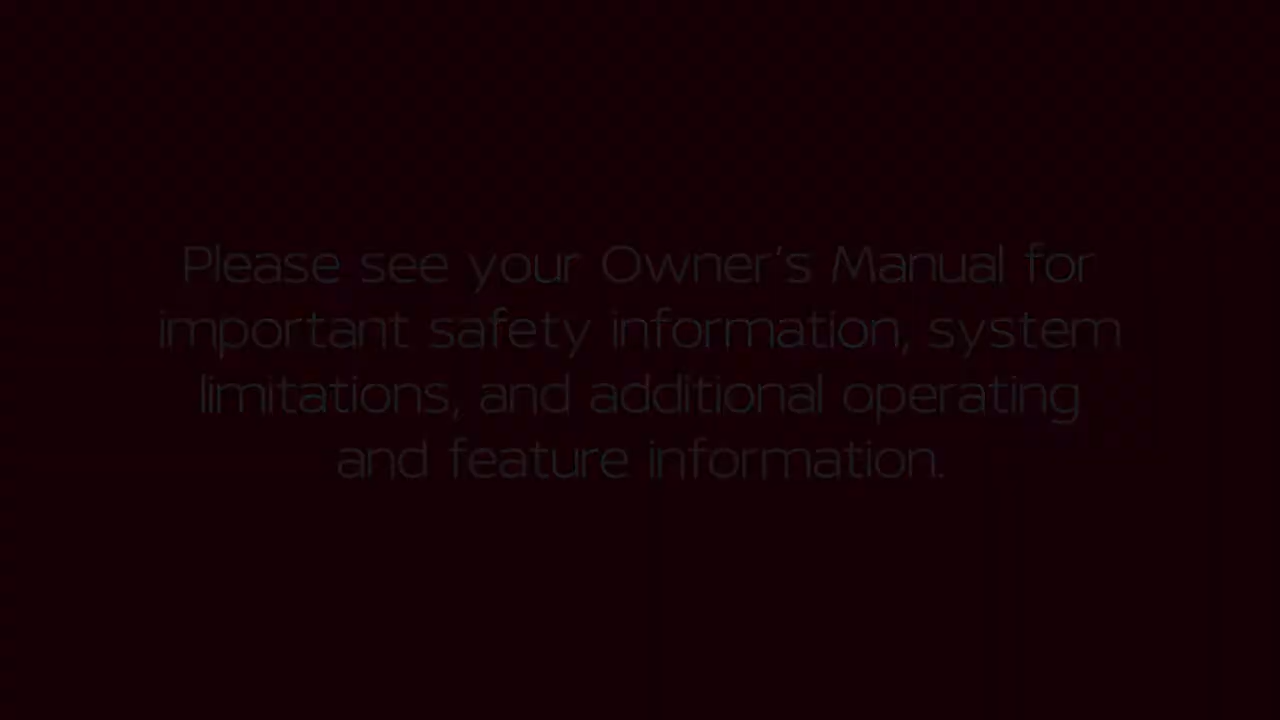 Please see your Owner's Manual for
important safety information, system
limitations, and additional operating
and feature information.